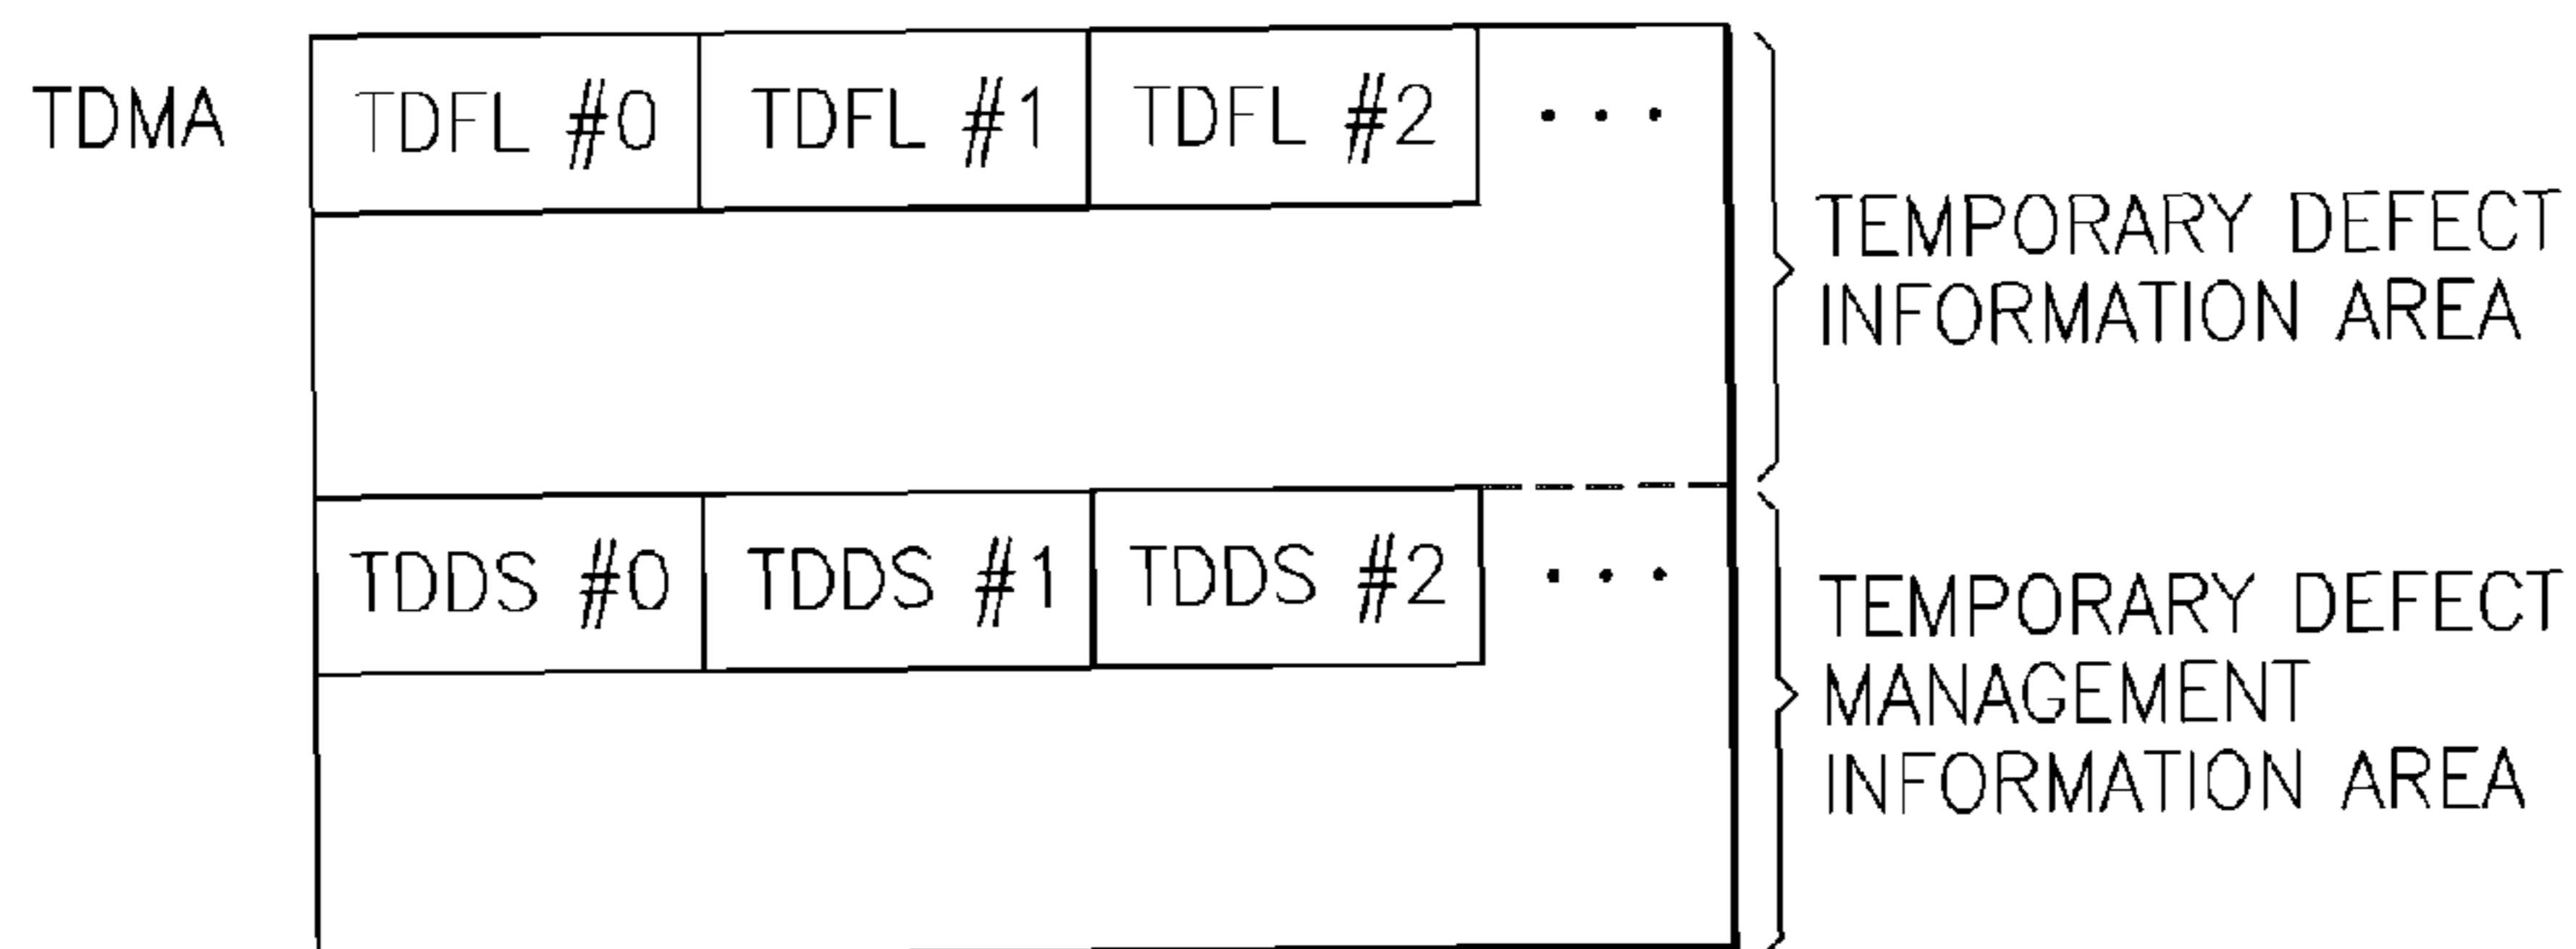 TDMA
TDFL #0 TDFL #1 TDFL #2 . . .
TEMPORARY DEFECT
INFORMATION AREA
TDDS #0 TDDS #1 TDDS #2 . . .
TEMPORARY DEFECT
MANAGEMENT
INFORMATION AREA